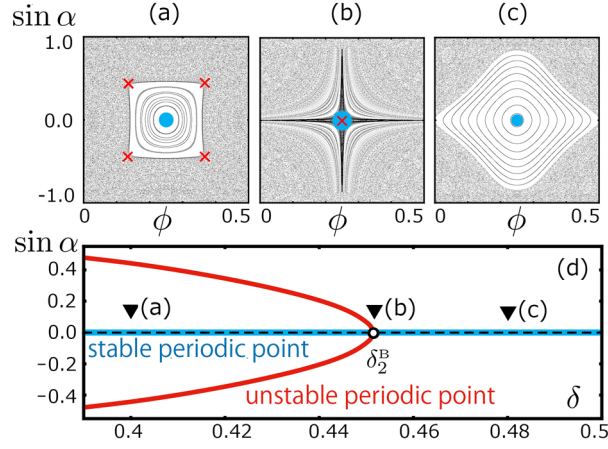 sin α (a) (b) (c)
1.0
0.0
-1.0
0 ϕ 0.5 0 ϕ 0.5 0 ϕ 0.5
sin α
(d)
0.4
(a) (b) (c)
0.2
0.0
stable periodic point δ₂ᴮ
-0.2
unstable periodic point δ
-0.4
0.4 0.42 0.44 0.46 0.48 0.5